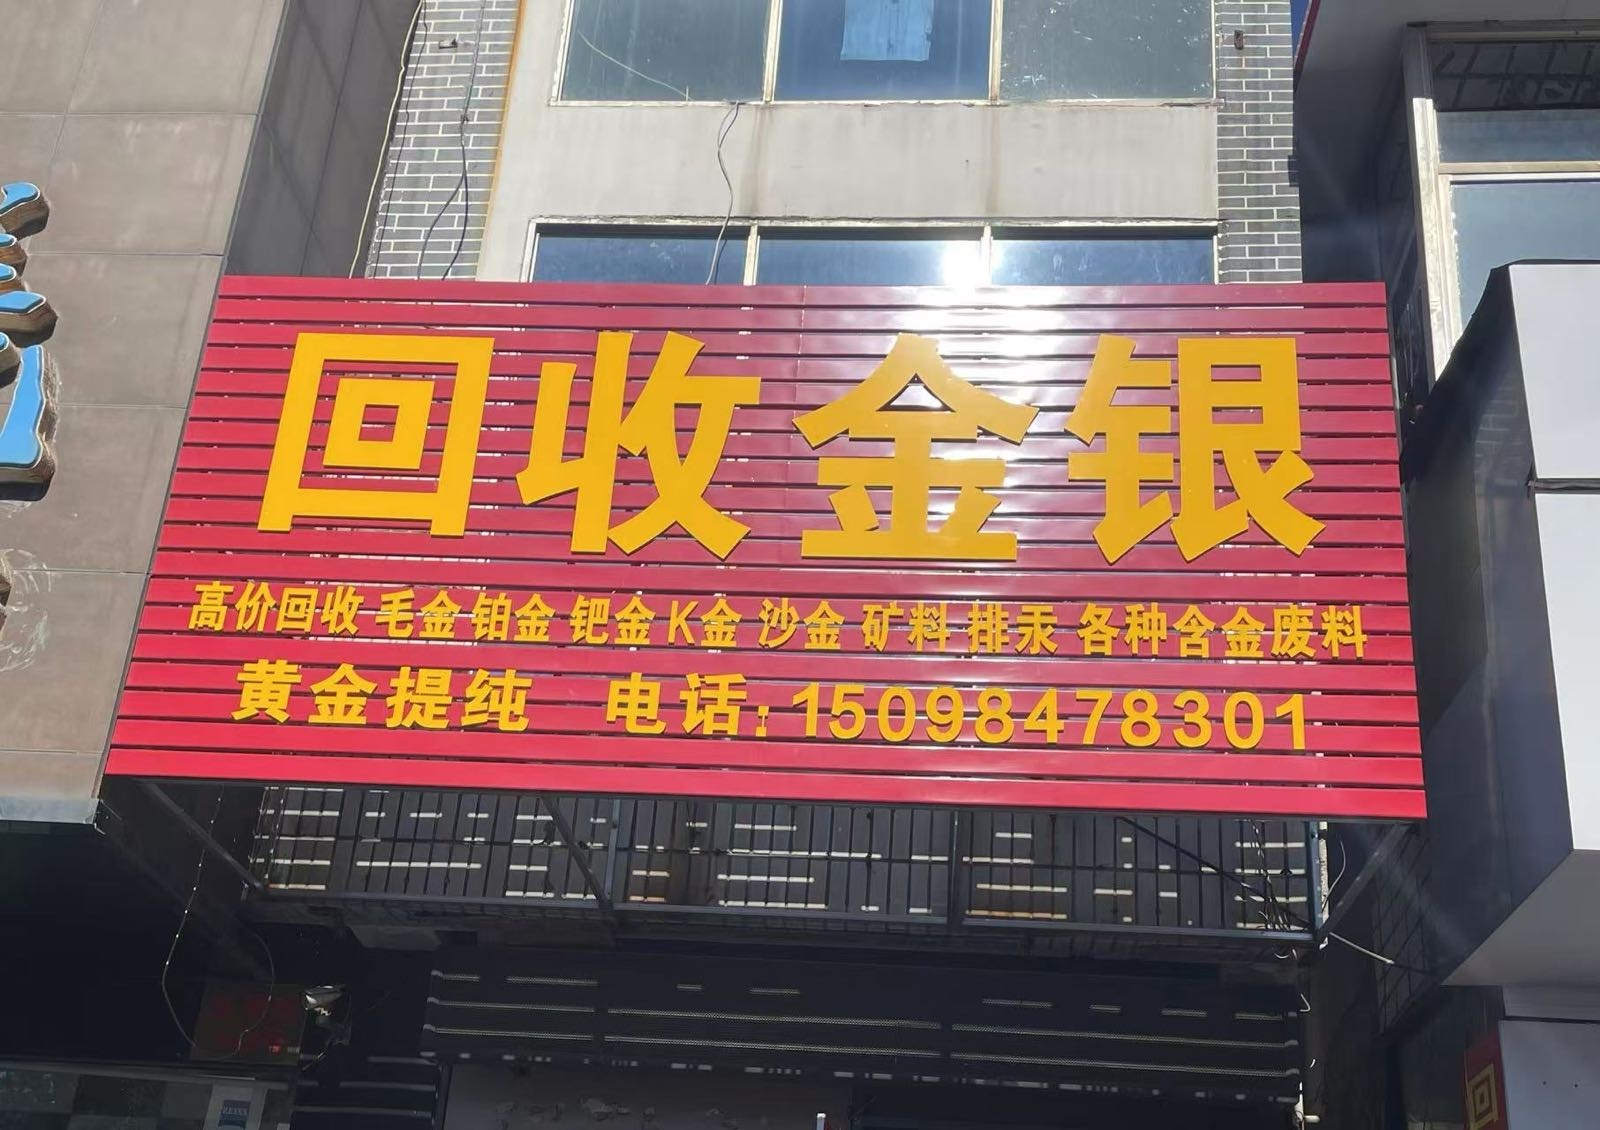 回收金银
高价回收 毛金 铂金 钯金 K金 沙金 矿料 排汞 各种含金废料
黄金提纯 电话:15098478301